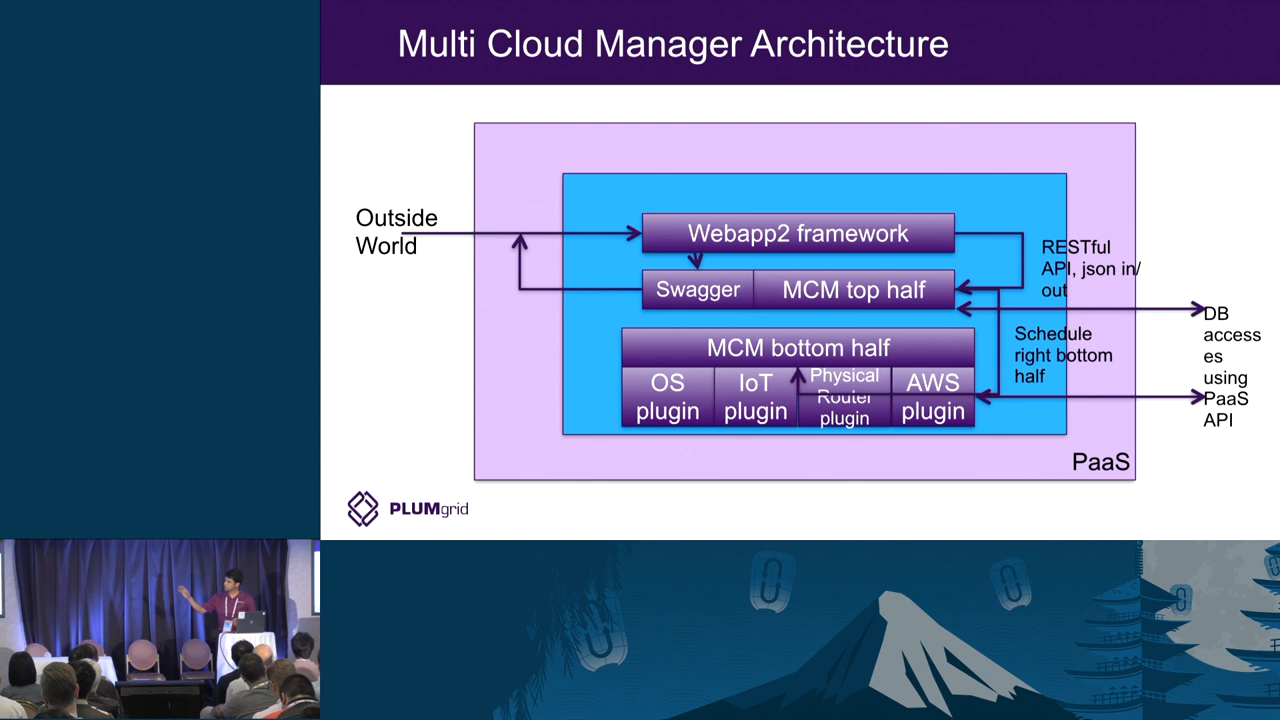 Multi Cloud Manager Architecture
Outside
World
Webapp2 framework
Swagger
MCM top half
RESTful
API, json in/
out
MCM bottom half
OS
plugin
IoT
plugin
Physical
Router
plugin
AWS
plugin
Schedule
right bottom
half
DB
access
es
using
PaaS
API
PaaS
PLUMgrid